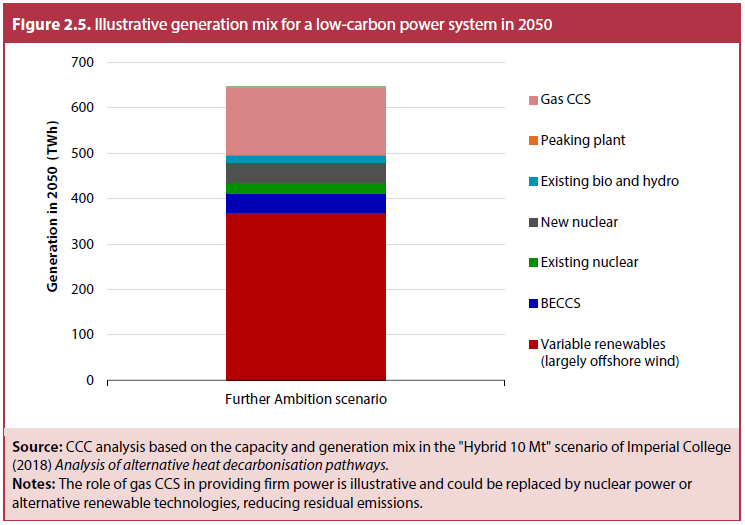 Figure 2.5. Illustrative generation mix for a low-carbon power system in 2050
700
600
500
400
300
200
100
0
Generation in 2050 (TWh)
Further Ambition scenario
Gas CCS
Peaking plant
Existing bio and hydro
New nuclear
Existing nuclear
BECCS
Variable renewables
(largely offshore wind)
Source: CCC analysis based on the capacity and generation mix in the "Hybrid 10 Mt" scenario of Imperial College
(2018) Analysis of alternative heat decarbonisation pathways.
Notes: The role of gas CCS in providing firm power is illustrative and could be replaced by nuclear power or
alternative renewable technologies, reducing residual emissions.